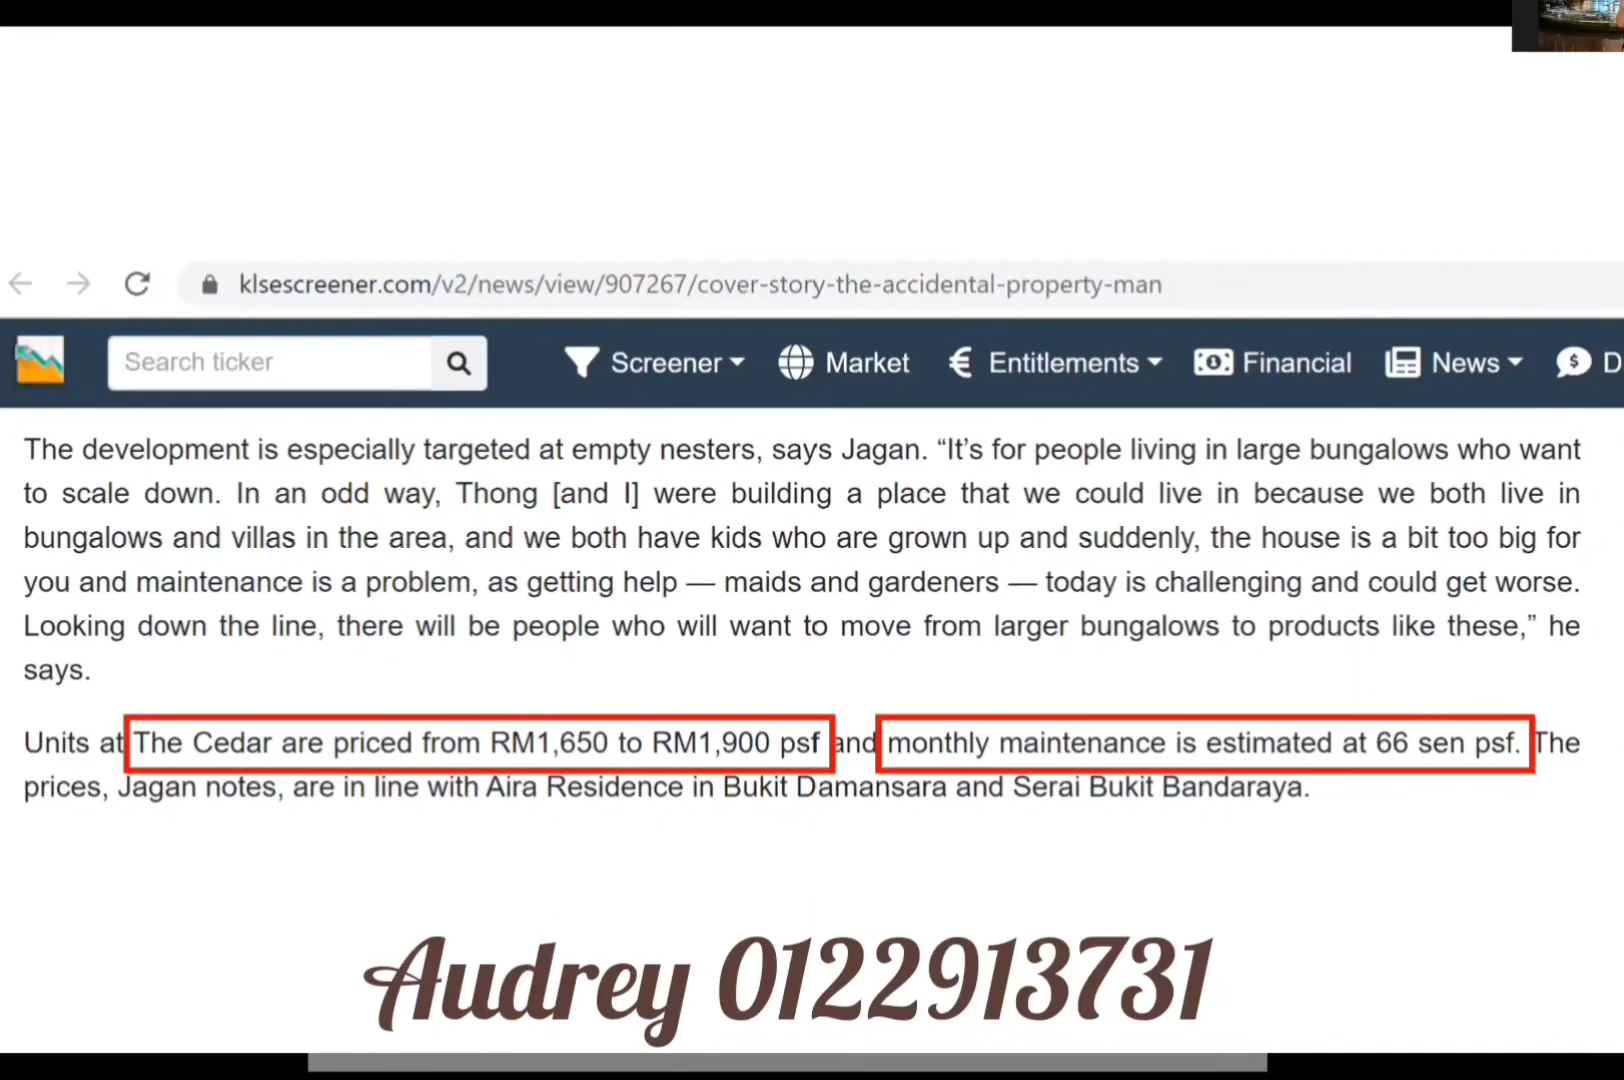 klsescreener.com/v2/news/view/907267/cover-story-the-accidental-property-man
Search ticker Screener Market Entitlements Financial News D
The development is especially targeted at empty nesters, says Jagan. “It’s for people living in large bungalows who want
to scale down. In an odd way, Thong [and I] were building a place that we could live in because we both live in
bungalows and villas in the area, and we both have kids who are grown up and suddenly, the house is a bit too big for
you and maintenance is a problem, as getting help — maids and gardeners — today is challenging and could get worse.
Looking down the line, there will be people who will want to move from larger bungalows to products like these,” he
says.
Units at The Cedar are priced from RM1,650 to RM1,900 psf and monthly maintenance is estimated at 66 sen psf. The
prices, Jagan notes, are in line with Aira Residence in Bukit Damansara and Serai Bukit Bandaraya.
Audrey 0122913731